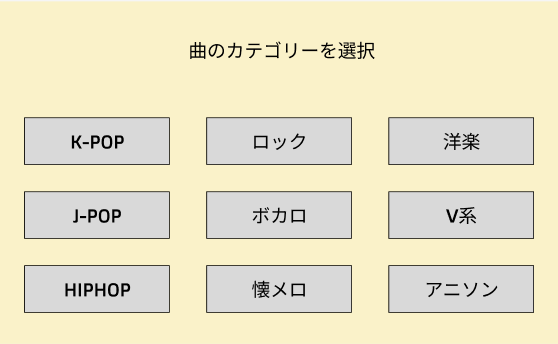 曲のカテゴリーを選択
K-POP
ロック
洋楽
J-POP
ボカロ
V系
HIPHOP
懐メロ
アニソン